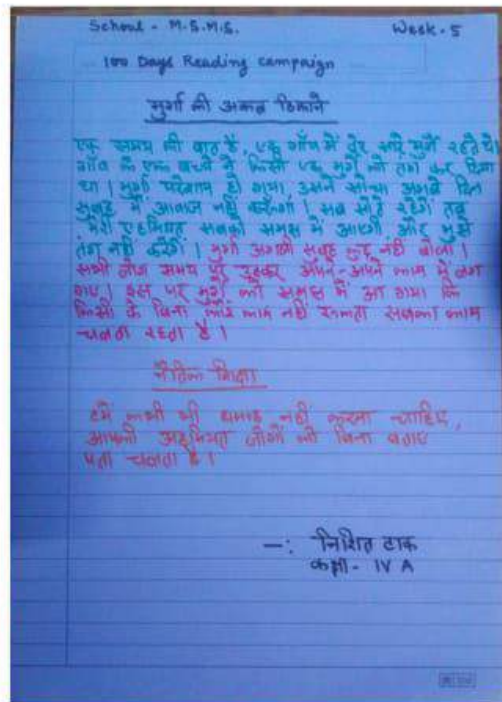 School - M.S.M.S. Week - 5
100 Days Reading campaign
मुर्गा की अकल ठिकाने
एक समय की बात है, एक गाँव में ढेर सारे मुर्गे रहते थे।
गाँव के एक बच्चे ने किसी एक मुर्गे को तंग कर दिया
था। मुर्गा परेशान हो गया, उसने सोचा अगले दिन
सुबह मैं आवाज नहीं करूँगा। सब सोते रहेंगे तब
मेरी एहमियत सबको समझ में आएगी, और मुझे
तंग नहीं करेंगे। मुर्गा अगली सुबह कुछ नहीं बोला।
सभी लोग समय पर उठकर अपने-अपने काम में लग
गए। इस पर मुर्गे को समझ में आ गया कि
किसी के बिना कोई काम नहीं रुकता सबका काम
चलता रहता है।
नैतिक शिक्षा
हमें कभी भी घमंड नहीं करना चाहिए,
आपकी अहमियत लोगों को बिना बताए
पता चलता है।
—: निशित टाक
कक्षा - IV A